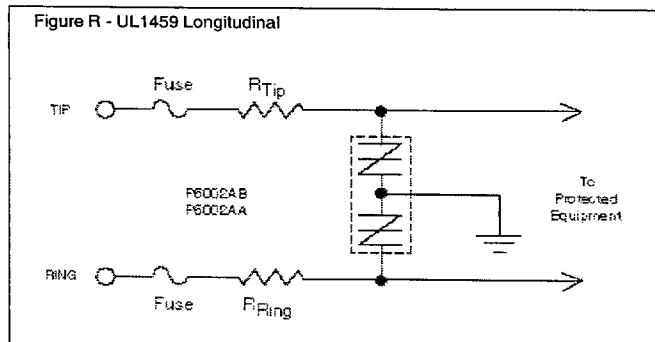 Figure R - UL1459 Longitudinal
Fuse
RTip
TIP
P6002AB
P6002AA
To
Protected
Equipment
RING
Fuse
RRing